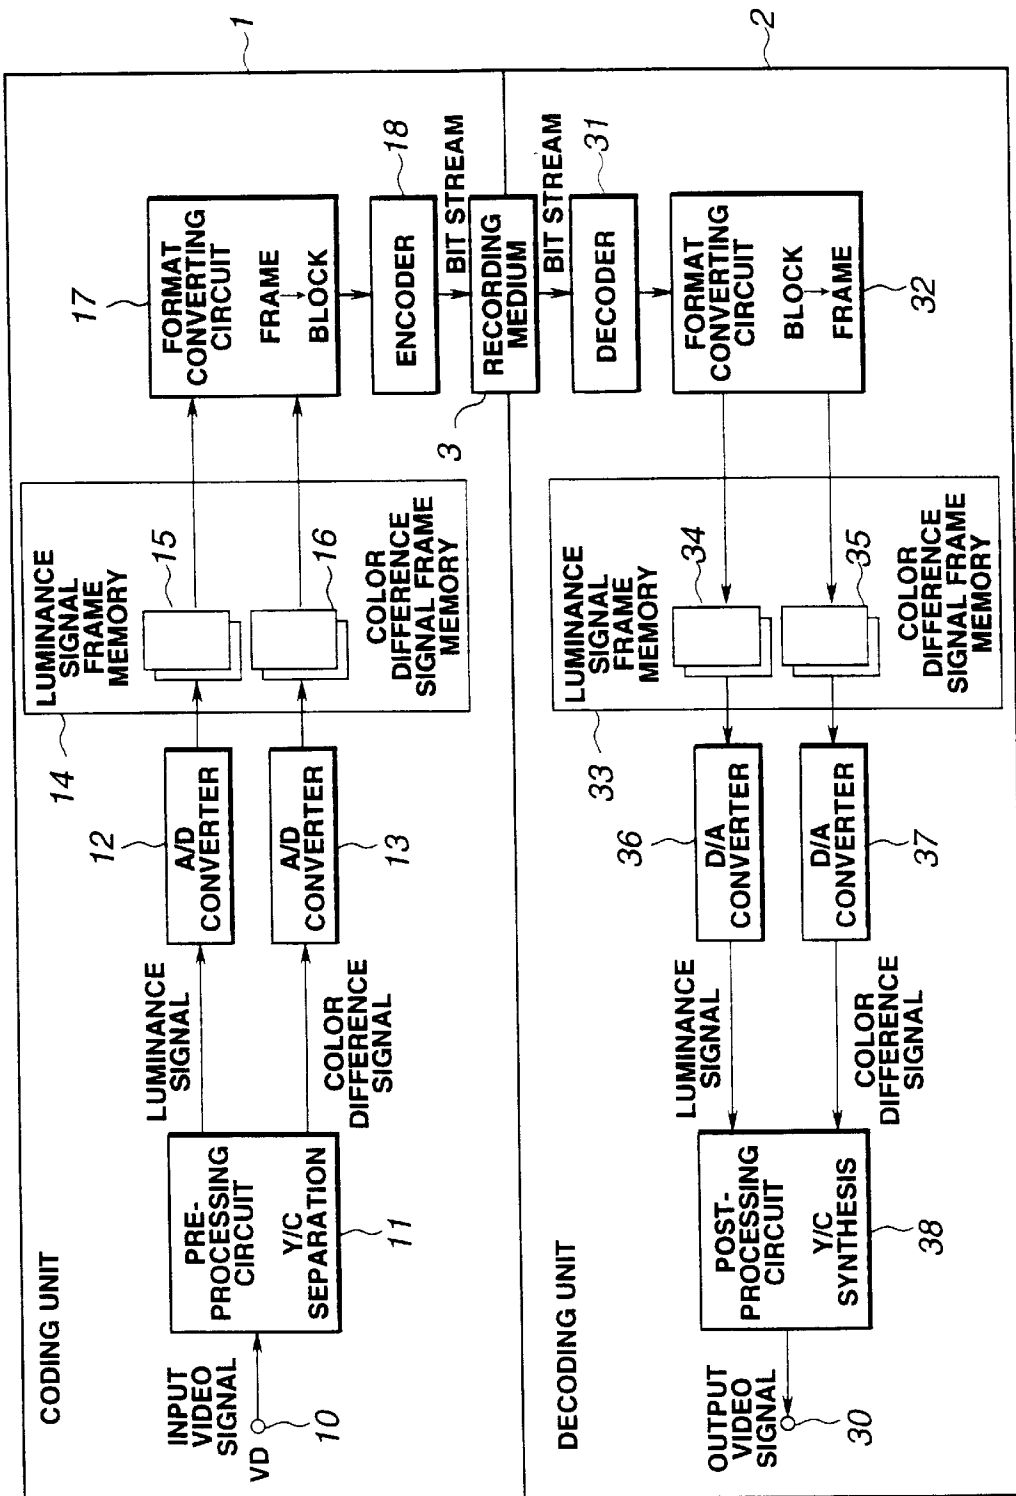 1
CODING UNIT
INPUT
VIDEO
SIGNAL
VD
10
PRE-
PROCESSING
CIRCUIT
Y/C
SEPARATION
11
LUMINANCE
SIGNAL
COLOR
DIFFERENCE
SIGNAL
12
A/D
CONVERTER
A/D
CONVERTER
13
14
LUMINANCE
SIGNAL
FRAME
MEMORY
15
16
COLOR
DIFFERENCE
SIGNAL FRAME
MEMORY
17
FORMAT
CONVERTING
CIRCUIT
FRAME
BLOCK
ENCODER
18
BIT STREAM
3
RECORDING
MEDIUM
BIT STREAM
2
DECODING UNIT
DECODER
31
FORMAT
CONVERTING
CIRCUIT
BLOCK
FRAME
32
33
LUMINANCE
SIGNAL
FRAME
MEMORY
34
35
COLOR
DIFFERENCE
SIGNAL FRAME
MEMORY
36
D/A
CONVERTER
D/A
CONVERTER
37
LUMINANCE
SIGNAL
COLOR
DIFFERENCE
SIGNAL
POST-
PROCESSING
CIRCUIT
Y/C
SYNTHESIS
38
OUTPUT
VIDEO
SIGNAL
30